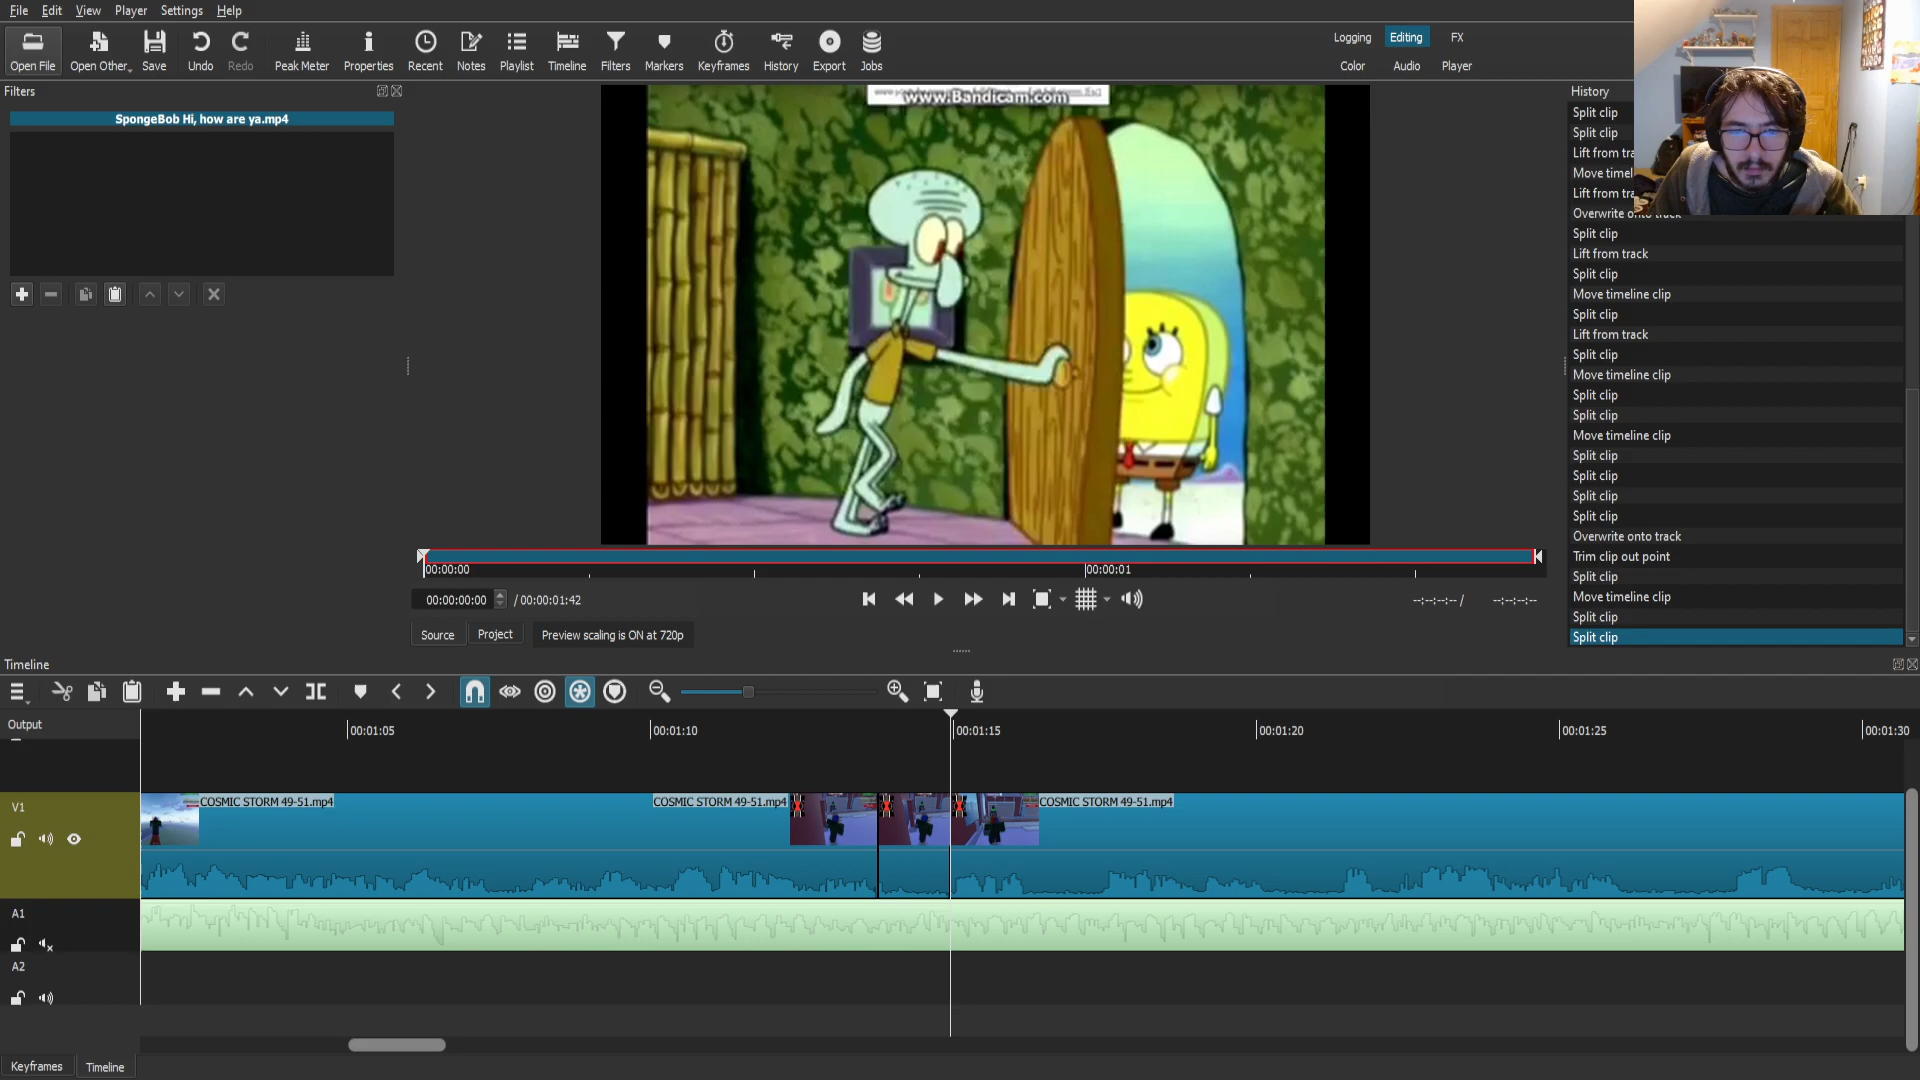 File Edit View Player Settings Help
Open File Open Other Save Undo Redo Peak Meter Properties Recent Notes Playlist Timeline Filters Markers Keyframes History Export Jobs
Logging Editing FX
Color Audio Player
Filters
SpongeBob Hi, how are ya.mp4
www.Bandicam.com
History
Split clip
Split clip
Lift from tra
Move timel
Lift from tra
Overwrite onto track
Split clip
Lift from track
Split clip
Move timeline clip
Split clip
Lift from track
Split clip
Move timeline clip
Split clip
Split clip
Move timeline clip
Split clip
Split clip
Split clip
Split clip
Overwrite onto track
Trim clip out point
Split clip
Move timeline clip
Split clip
Split clip
00:00:00 00:00:01
00:00:00:00 / 00:00:01:42 --:--:--:-- / --:--:--:--
Source Project Preview scaling is ON at 720p
Timeline
Output
00:01:05 00:01:10 00:01:15 00:01:20 00:01:25 00:01:30
V1
COSMIC STORM 49-51.mp4 COSMIC STORM 49-51.mp4 COSMIC STORM 49-51.mp4
A1
A2
Keyframes Timeline